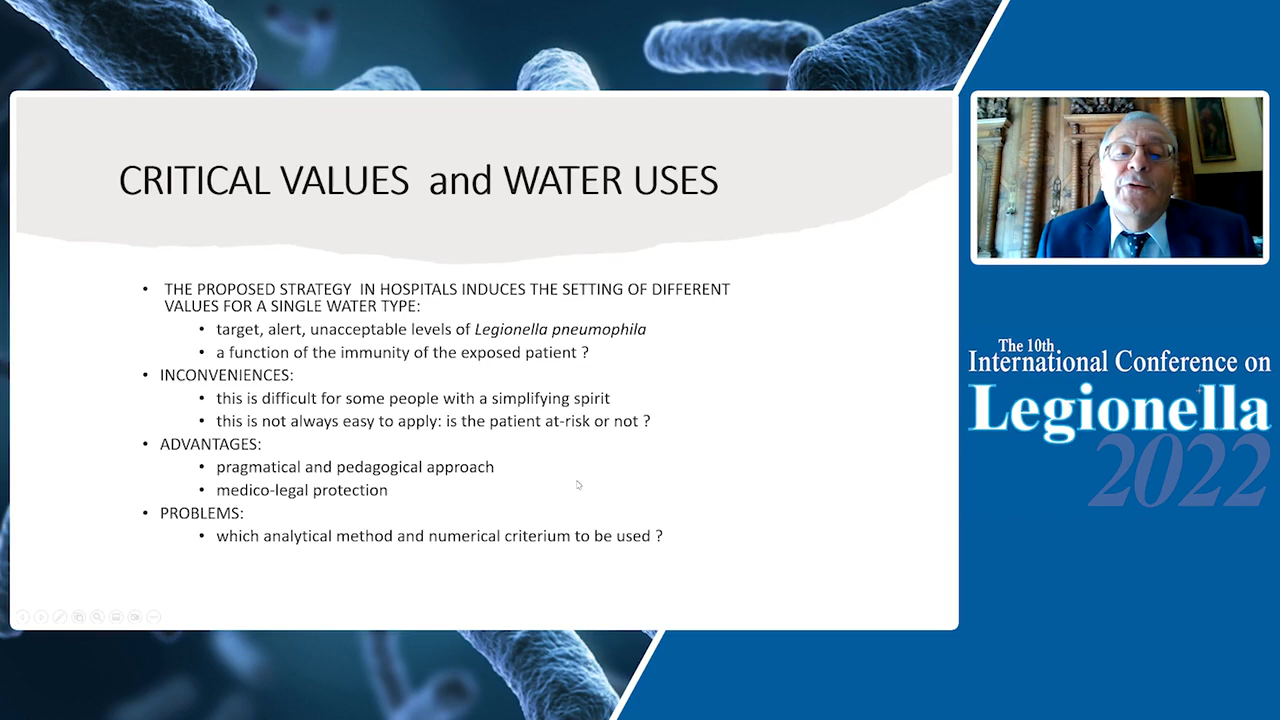 CRITICAL VALUES and WATER USES
• THE PROPOSED STRATEGY IN HOSPITALS INDUCES THE SETTING OF DIFFERENT
VALUES FOR A SINGLE WATER TYPE:
• target, alert, unacceptable levels of Legionella pneumophila
• a function of the immunity of the exposed patient ?
• INCONVENIENCES:
• this is difficult for some people with a simplifying spirit
• this is not always easy to apply: is the patient at-risk or not ?
• ADVANTAGES:
• pragmatical and pedagogical approach
• medico-legal protection
• PROBLEMS:
• which analytical method and numerical criterium to be used ?
The 10th
International Conference on
Legionella
2022